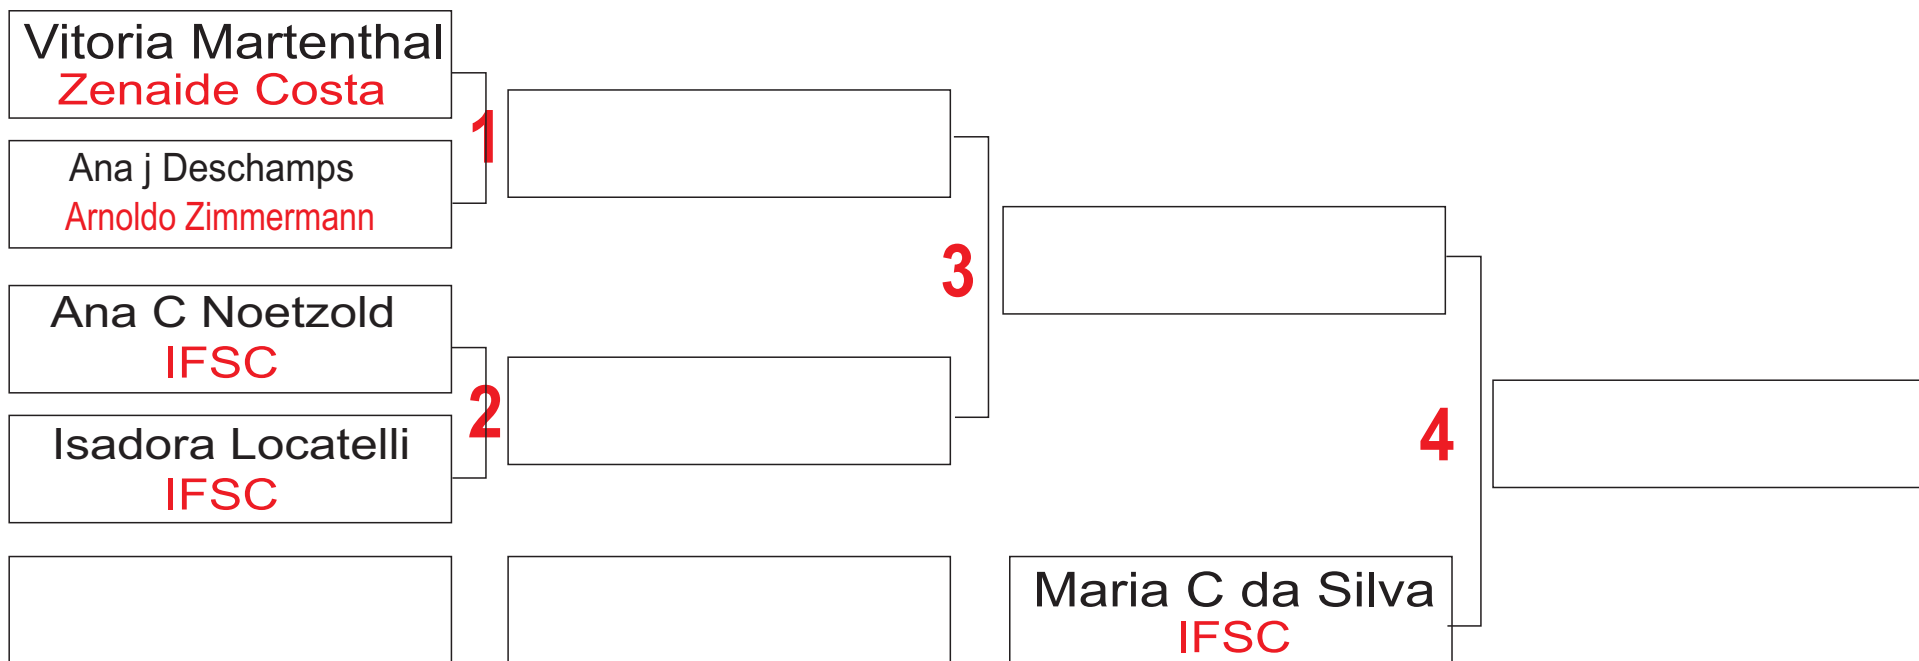 Vitoria Martenthal
Zenaide Costa
1
Ana j Deschamps
Arnoldo Zimmermann
3
Ana C Noetzold
IFSC
2
4
Isadora Locatelli
IFSC
Maria C da Silva
IFSC